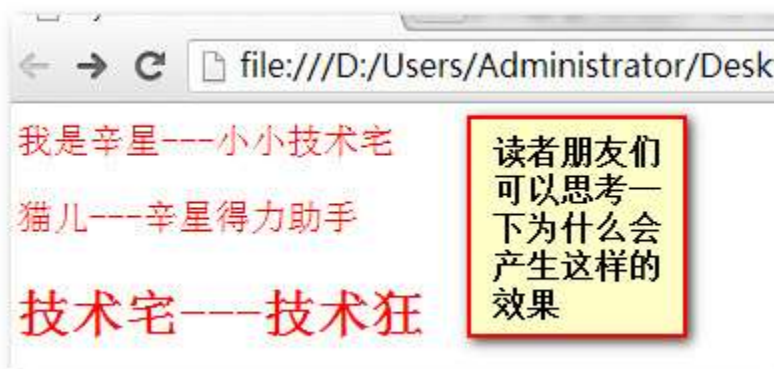 file:///D:/Users/Administrator/Desk
我是辛星---小小技术宅
猫儿---辛星得力助手
技术宅---技术狂
读者朋友们
可以思考一
下为什么会
产生这样的
效果